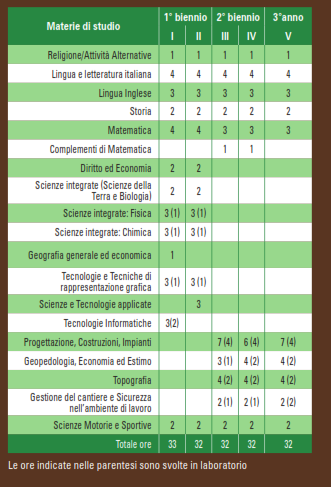 Materie di studio 1° biennio 2° biennio 3°anno
I II III IV V
Religione/Attività Alternative 1 1 1 1 1
Lingua e letteratura italiana 4 4 4 4 4
Lingua Inglese 3 3 3 3 3
Storia 2 2 2 2 2
Matematica 4 4 3 3 3
Complementi di Matematica 1 1
Diritto ed Economia 2 2
Scienze integrate (Scienze della
Terra e Biologia) 2 2
Scienze integrate: Fisica 3 (1) 3 (1)
Scienze integrate: Chimica 3 (1) 3 (1)
Geografia generale ed economica 1
Tecnologie e Tecniche di
rappresentazione grafica 3 (1) 3 (1)
Scienze e Tecnologie applicate 3
Tecnologie Informatiche 3(2)
Progettazione, Costruzioni, Impianti 7 (4) 6 (4) 7 (4)
Geopedologia, Economia ed Estimo 3 (1) 4 (2) 4 (2)
Topografia 4 (2) 4 (2) 4 (2)
Gestione del cantiere e Sicurezza
nell'ambiente di lavoro 2 (1) 2 (1) 2 (2)
Scienze Motorie e Sportive 2 2 2 2 2
Totale ore 33 32 32 32 32
Le ore indicate nelle parentesi sono svolte in laboratorio